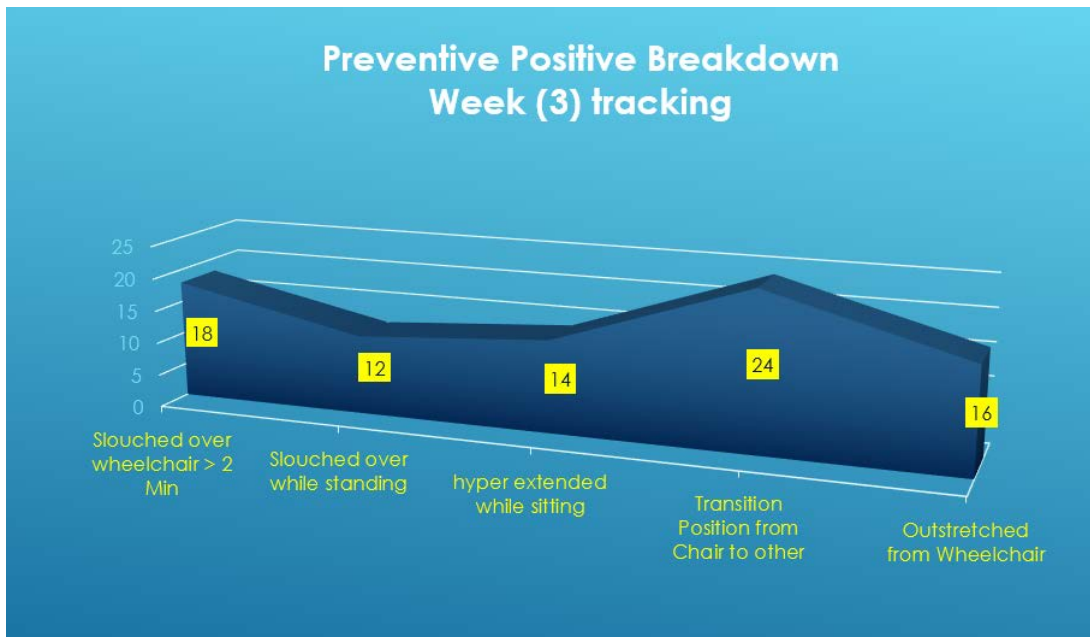 Preventive Positive Breakdown
Week (3) tracking
25
20
15
10
5
0
18
12
14
24
16
Slouched over
wheelchair > 2
Min
Slouched over
while standing
hyper extended
while sitting
Transition
Position from
Chair to other
Outstretched
from Wheelchair